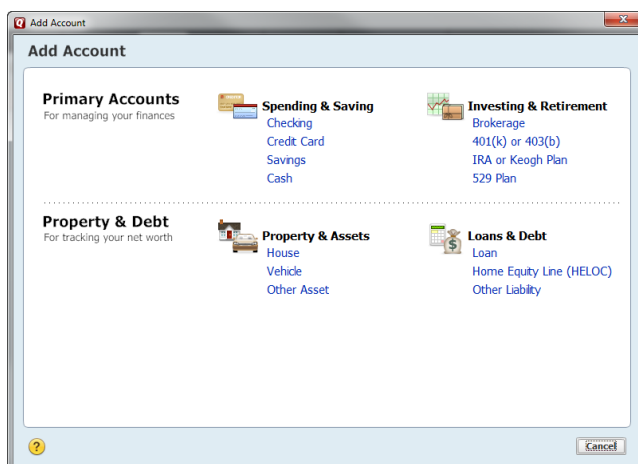 Add Account
Add Account
Primary Accounts
For managing your finances
Spending & Saving
Checking
Credit Card
Savings
Cash
Investing & Retirement
Brokerage
401(k) or 403(b)
IRA or Keogh Plan
529 Plan
Property & Debt
For tracking your net worth
Property & Assets
House
Vehicle
Other Asset
Loans & Debt
Loan
Home Equity Line (HELOC)
Other Liability
?
Cancel